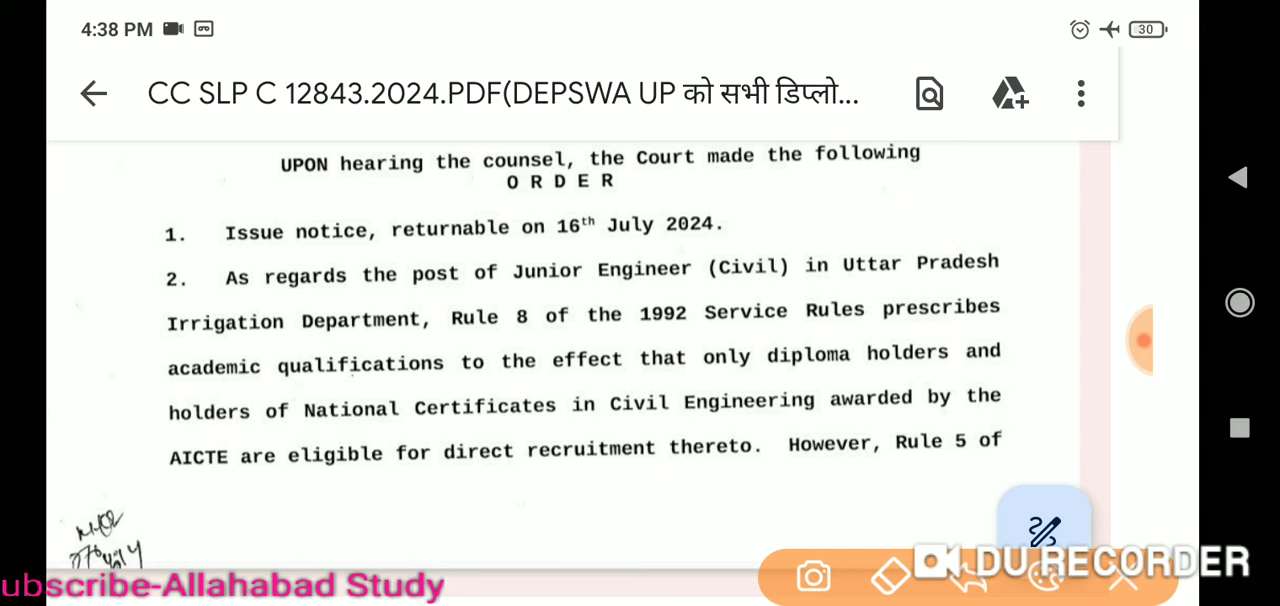 4:38 PM
30
CC SLP C 12843.2024.PDF(DEPSWA UP को सभी डिप्लो...
UPON hearing the counsel, the Court made the following
O R D E R
1. Issue notice, returnable on 16th July 2024.
2. As regards the post of Junior Engineer (Civil) in Uttar Pradesh
Irrigation Department, Rule 8 of the 1992 Service Rules prescribes
academic qualifications to the effect that only diploma holders and
holders of National Certificates in Civil Engineering awarded by the
AICTE are eligible for direct recruitment thereto. However, Rule 5 of
DU RECORDER
ubscribe-Allahabad Study